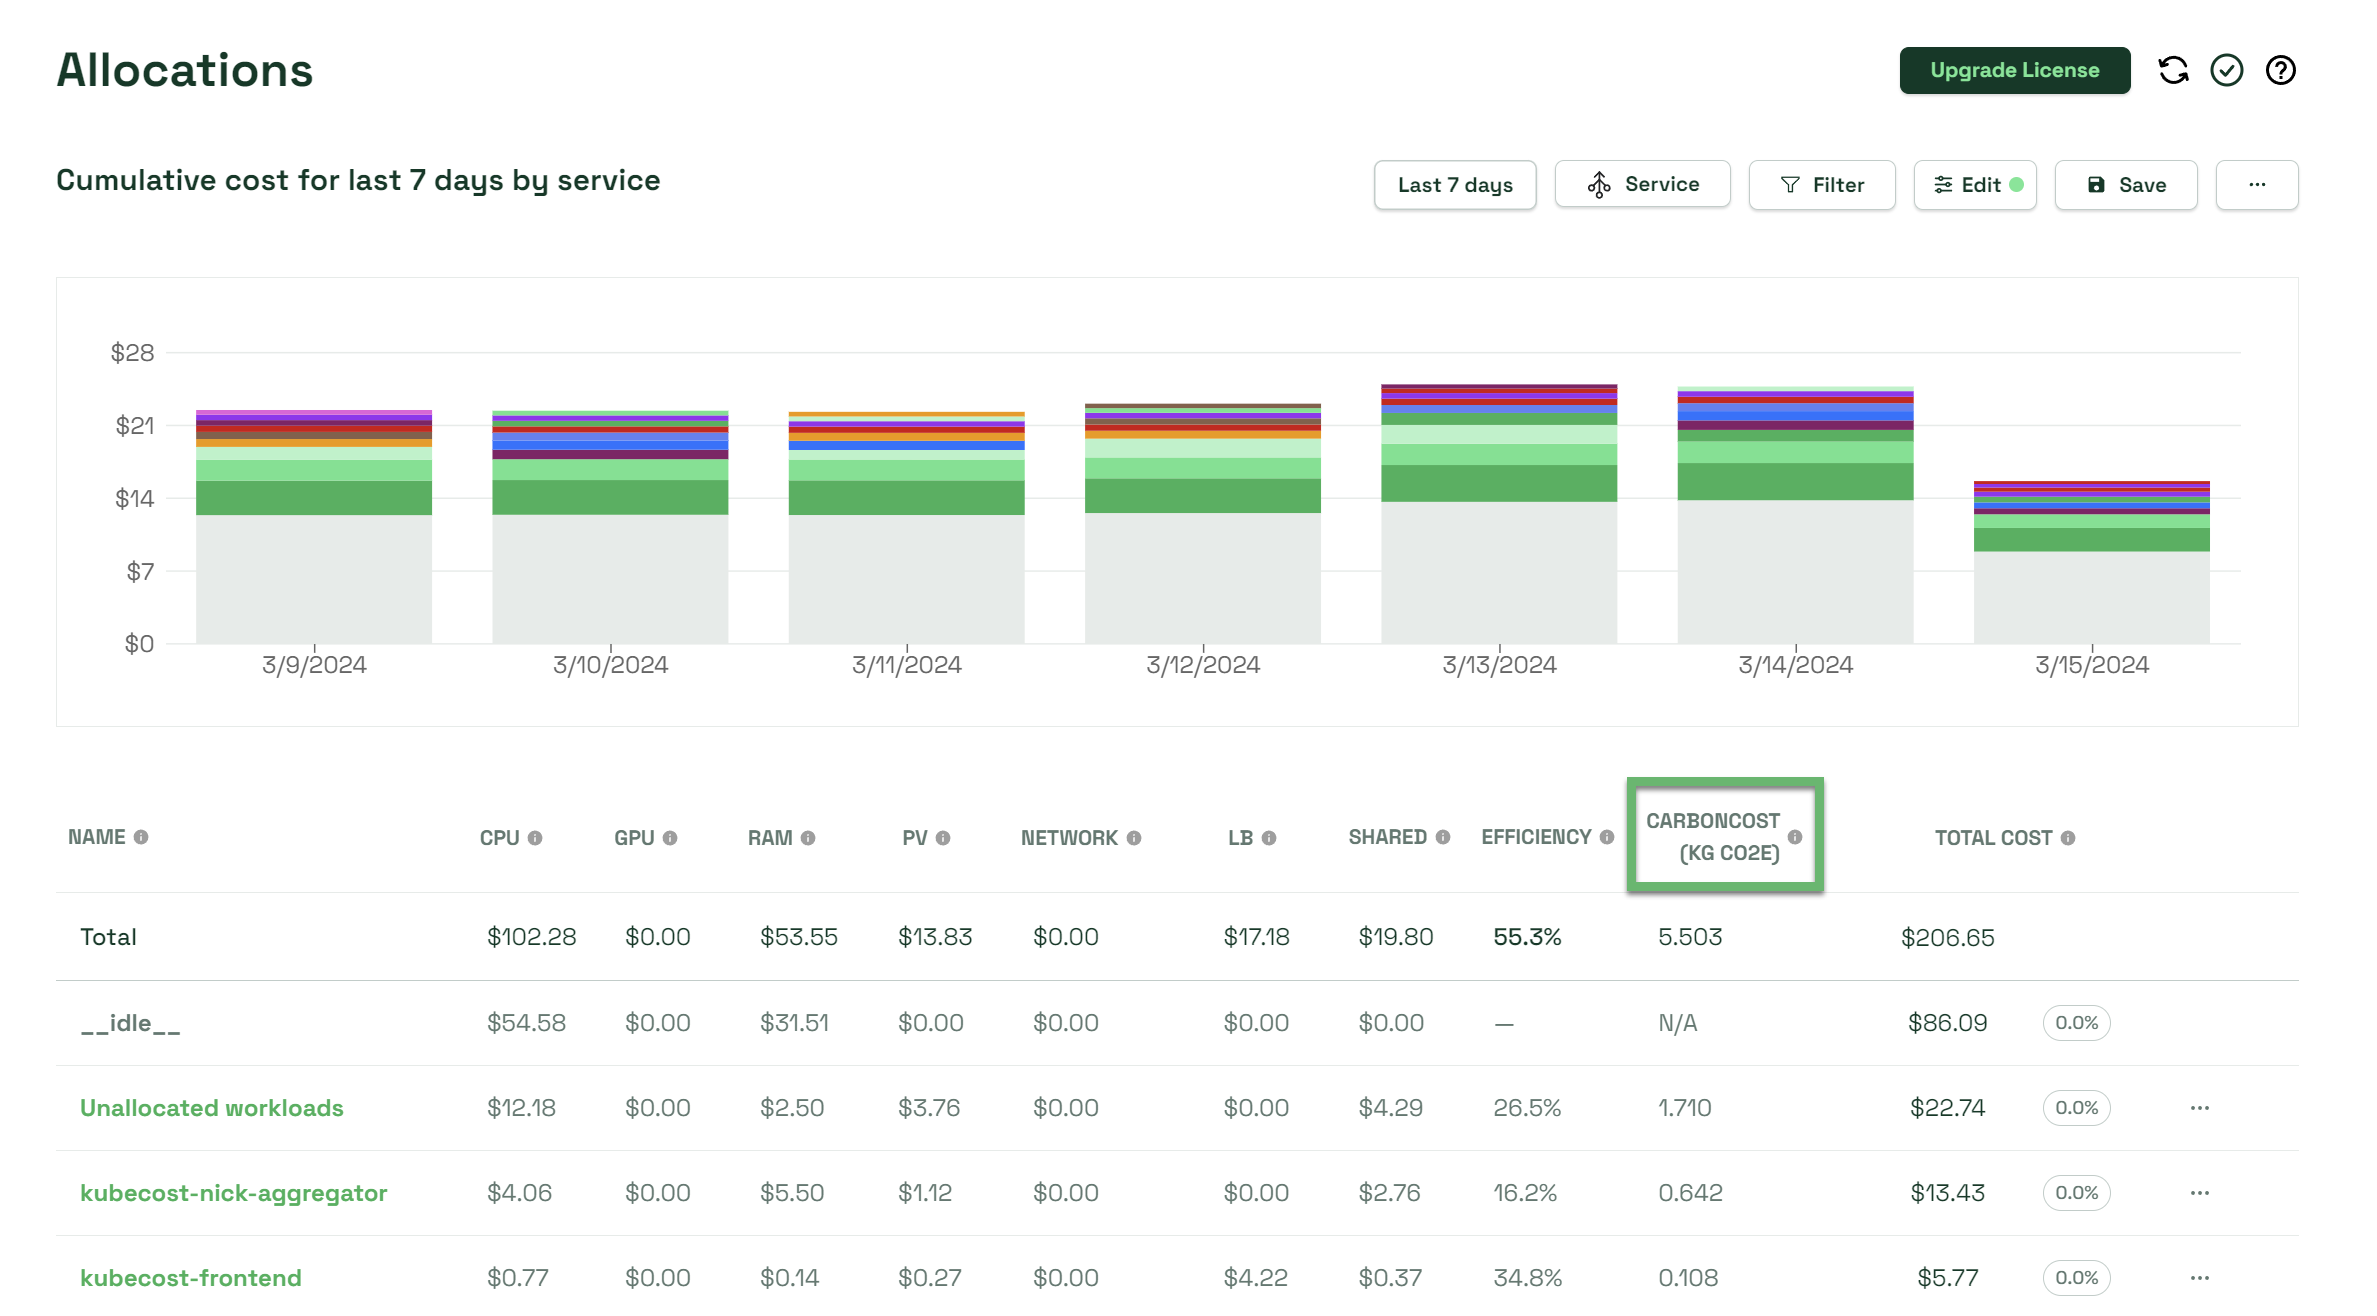 Allocations
Upgrade License
Cumulative cost for last 7 days by service
Last 7 days
Service
Filter
Edit
Save
$28
$21
$14
$7
$0
3/9/2024 3/10/2024 3/11/2024 3/12/2024 3/13/2024 3/14/2024 3/15/2024
NAME CPU GPU RAM PV NETWORK LB SHARED EFFICIENCY CARBONCOST (KG CO2E) TOTAL COST
Total $102.28 $0.00 $53.55 $13.83 $0.00 $17.18 $19.80 55.3% 5.503 $206.65
__idle__ $54.58 $0.00 $31.51 $0.00 $0.00 $0.00 $0.00 — N/A $86.09 0.0%
Unallocated workloads $12.18 $0.00 $2.50 $3.76 $0.00 $0.00 $4.29 26.5% 1.710 $22.74 0.0% ...
kubecost-nick-aggregator $4.06 $0.00 $5.50 $1.12 $0.00 $0.00 $2.76 16.2% 0.642 $13.43 0.0% ...
kubecost-frontend $0.77 $0.00 $0.14 $0.27 $0.00 $4.22 $0.37 34.8% 0.108 $5.77 0.0% ...